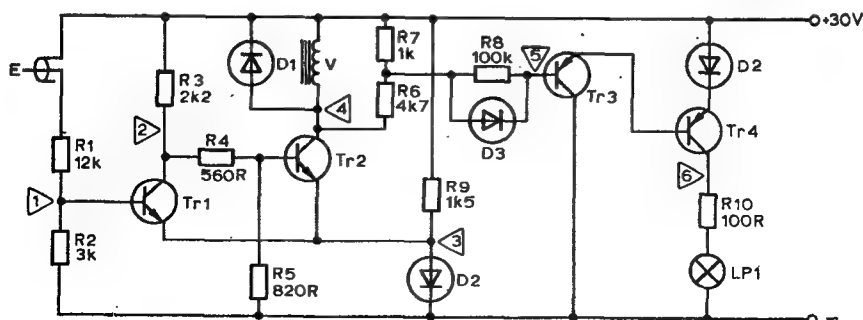 +30V
E
R3
2k2
D1
V
R7
1k
R8
100k
5
D2
R6
4k7
Tr3
2
4
R4
560R
D3
Tr4
Tr2
R1
12k
6
1
Tr1
R9
1k5
R10
100R
R2
3k
3
R5
820R
D2
LP1